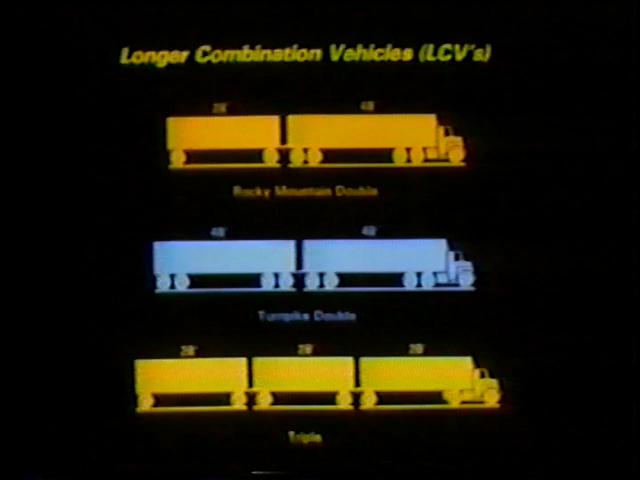 Longer Combination Vehicles (LCV's)
28' 48'
Rocky Mountain Double
48' 48'
Turnpike Double
28' 28' 28'
Triple